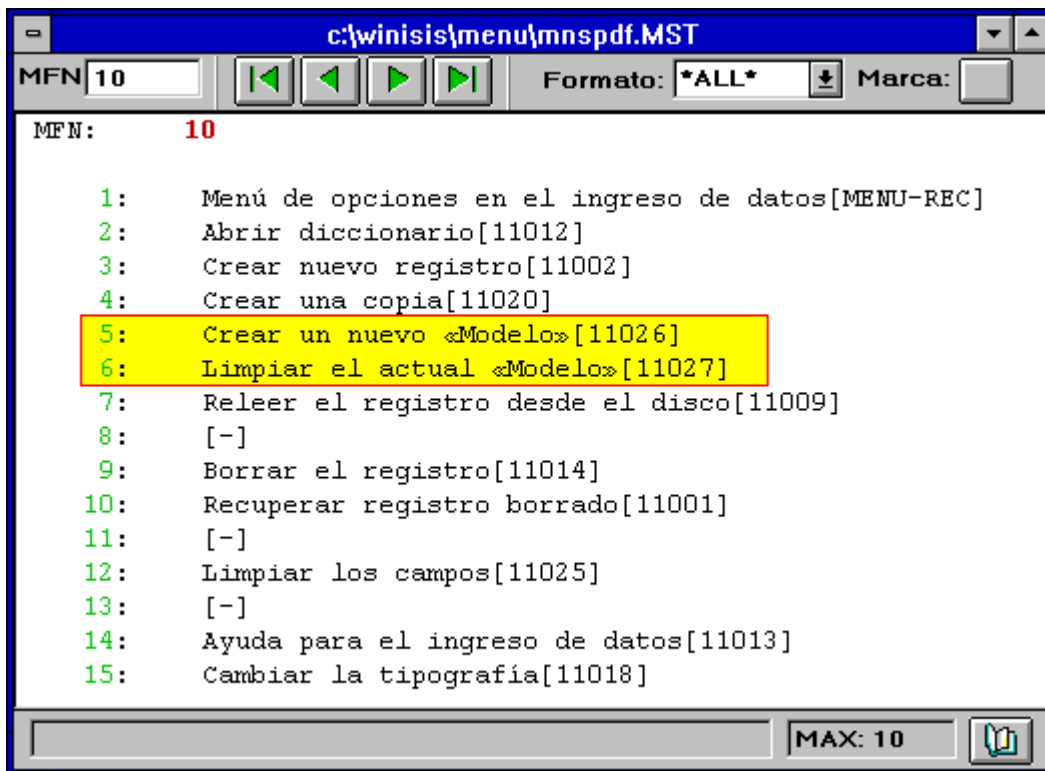 c:\winisis\menu\mnspdf.MST
MFN 10 Formato: *ALL* Marca:
MFN: 10
1: Menú de opciones en el ingreso de datos[MENU-REC]
2: Abrir diccionario[11012]
3: Crear nuevo registro[11002]
4: Crear una copia[11020]
5: Crear un nuevo «Modelo»[11026]
6: Limpiar el actual «Modelo»[11027]
7: Releer el registro desde el disco[11009]
8: [-]
9: Borrar el registro[11014]
10: Recuperar registro borrado[11001]
11: [-]
12: Limpiar los campos[11025]
13: [-]
14: Ayuda para el ingreso de datos[11013]
15: Cambiar la tipografía[11018]
MAX: 10